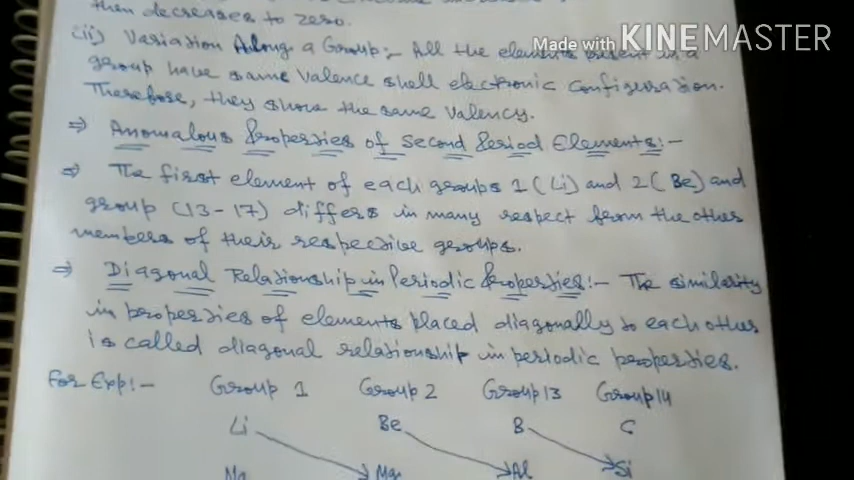 then decreases to zero.
(ii) Variation Along a Group:- All the elements present in a
group have same valence shell electronic configuration.
Therefore, they show the same valency.
⇒ Anomalous Properties of Second Period Elements:-
⇒ The first element of each groups 1 (Li) and 2 (Be) and
group (13-17) differs in many respect from the other
members of their respective groups.
⇒ Diagonal Relationship in Periodic Properties:- The similarity
in properties of elements placed diagonally to each other
is called diagonal relationship in periodic properties.
For Exp:- Group 1 Group 2 Group 13 Group 14
Li Be B C
Na Mg Al Si
Made with KINEMASTER